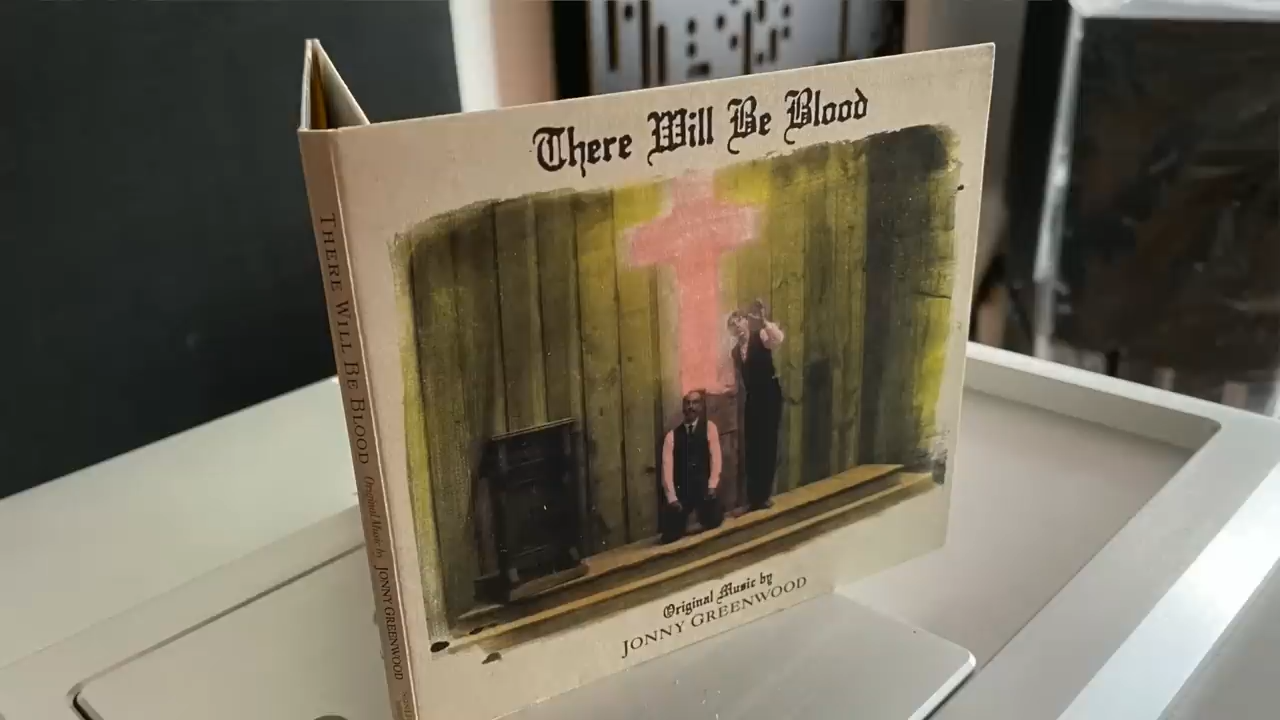 There Will Be Blood
Original Music by
JONNY GREENWOOD
THERE WILL BE BLOOD Original Music by JONNY GREENWOOD